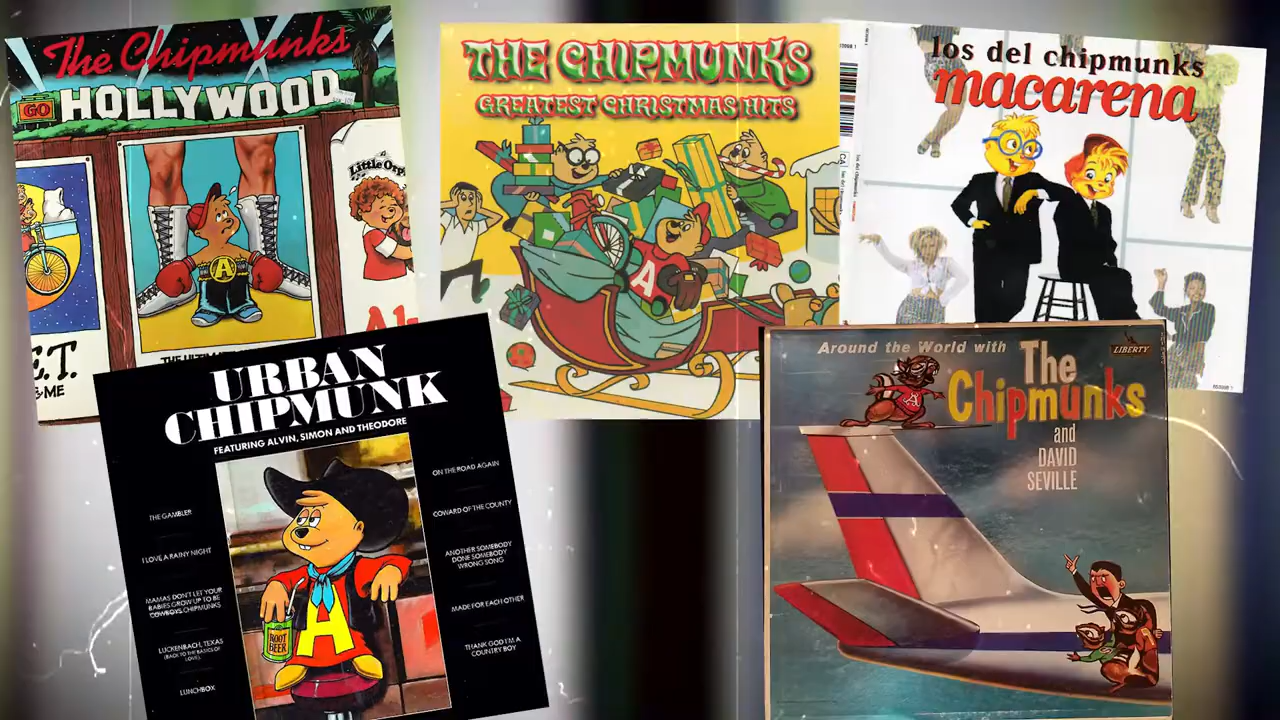 The Chipmunks
GO HOLLYWOOD
Little Orp
E.T.
& ME
THE CHIPMUNKS
GREATEST CHRISTMAS HITS
A
los del chipmunks
macarena
URBAN
CHIPMUNK
FEATURING ALVIN, SIMON AND THEODORE
THE GAMBLER
I LOVE A RAINY NIGHT
MAMAS DON'T LET YOUR
BABIES GROW UP TO BE
COWBOYS CHIPMUNKS
LUCKENBACH, TEXAS
(BACK TO THE BASICS OF
LOVE)
LUNCHBOX
A
ROOT
BEER
ON THE ROAD AGAIN
COWARD OF THE COUNTY
ANOTHER SOMEBODY
DONE SOMEBODY
WRONG SONG
MADE FOR EACH OTHER
THANK GOD I'M A
COUNTRY BOY
Around the World with
The
Chipmunks
and
DAVID
SEVILLE
LIBERTY